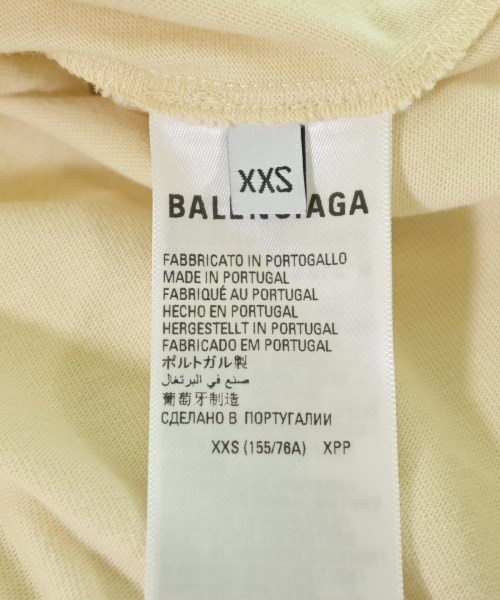 XXS
BALENCIAGA
FABBRICATO IN PORTOGALLO
MADE IN PORTUGAL
FABRIQUÉ AU PORTUGAL
HECHO EN PORTUGAL
HERGESTELLT IN PORTUGAL
FABRICADO EM PORTUGAL
ポルトガル製
صنع في البرتغال
葡萄牙制造
СДЕЛАНО В ПОРТУГАЛИИ
XXS (155/76A) XPP